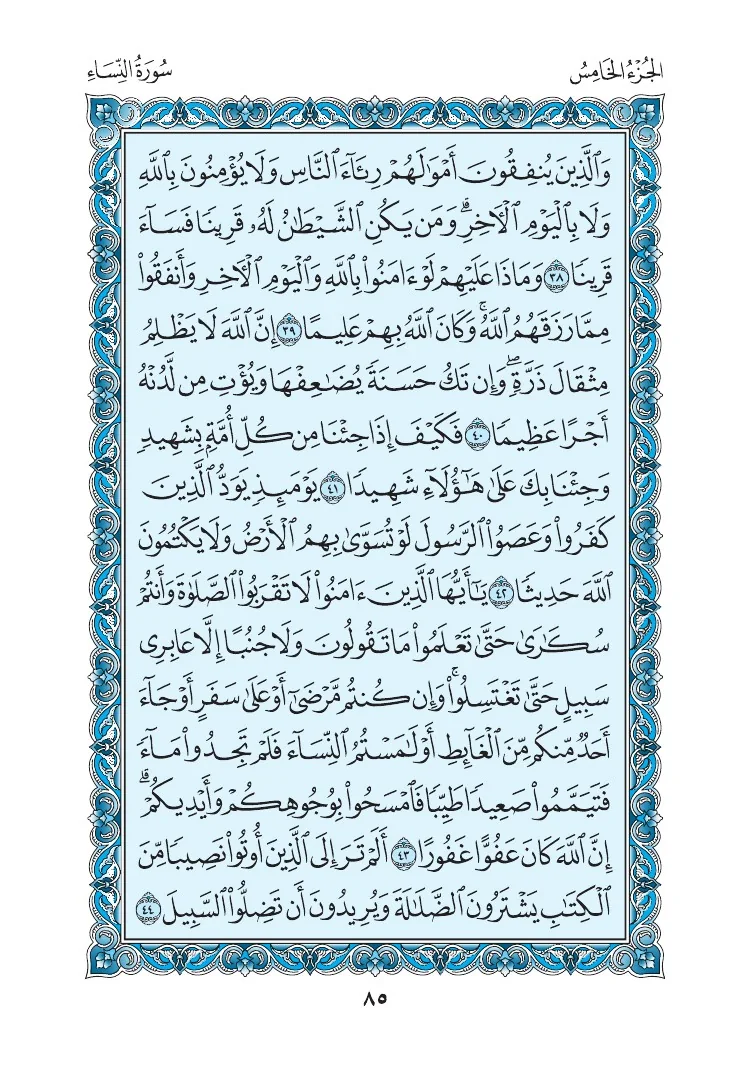 الجُزْءُ الخَامِسُ
سُورَةُ النِّسَاءِ
وَٱلَّذِينَ يُنفِقُونَ أَمْوَٰلَهُمْ رِئَآءَ ٱلنَّاسِ وَلَا يُؤْمِنُونَ بِٱللَّهِ
وَلَا بِٱلْيَوْمِ ٱلْـَٔاخِرِۗ وَمَن يَكُنِ ٱلشَّيْطَٰنُ لَهُۥ قَرِينٗا فَسَآءَ
قَرِينٗا ٣٨ وَمَاذَا عَلَيْهِمْ لَوْ ءَامَنُوا۟ بِٱللَّهِ وَٱلْيَوْمِ ٱلْـَٔاخِرِ وَأَنفَقُوا۟
مِمَّا رَزَقَهُمُ ٱللَّهُۚ وَكَانَ ٱللَّهُ بِهِمْ عَلِيمًا ٣٩ إِنَّ ٱللَّهَ لَا يَظْلِمُ
مِثْقَالَ ذَرَّةٖۖ وَإِن تَكُ حَسَنَةٗ يُضَٰعِفْهَا وَيُؤْتِ مِن لَّدُنْهُ
أَجْرًا عَظِيمٗا ٤٠ فَكَيْفَ إِذَا جِئْنَا مِن كُلِّ أُمَّةِۭ بِشَهِيدٖ
وَجِئْنَا بِكَ عَلَىٰ هَٰٓؤُلَآءِ شَهِيدٗا ٤١ يَوْمَئِذٖ يَوَدُّ ٱلَّذِينَ
كَفَرُوا۟ وَعَصَوُا۟ ٱلرَّسُولَ لَوْ تُسَوَّىٰ بِهِمُ ٱلْأَرْضُ وَلَا يَكْتُمُونَ
ٱللَّهَ حَدِيثٗا ٤٢ يَٰٓأَيُّهَا ٱلَّذِينَ ءَامَنُوا۟ لَا تَقْرَبُوا۟ ٱلصَّلَوٰةَ وَأَنتُمْ
سُكَٰرَىٰ حَتَّىٰ تَعْلَمُوا۟ مَا تَقُولُونَ وَلَا جُنُبًا إِلَّا عَابِرِى
سَبِيلٍ حَتَّىٰ تَغْتَسِلُوا۟ۚ وَإِن كُنتُم مَّرْضَىٰٓ أَوْ عَلَىٰ سَفَرٍ أَوْ جَآءَ
أَحَدٞ مِّنكُم مِّنَ ٱلْغَآئِطِ أَوْ لَٰمَسْتُمُ ٱلنِّسَآءَ فَلَمْ تَجِدُوا۟ مَآءٗ
فَتَيَمَّمُوا۟ صَعِيدٗا طَيِّبٗا فَٱمْسَحُوا۟ بِوُجُوهِكُمْ وَأَيْدِيكُمْۗ
إِنَّ ٱللَّهَ كَانَ عَفُوًّا غَفُورًا ٤٣ أَلَمْ تَرَ إِلَى ٱلَّذِينَ أُوتُوا۟ نَصِيبٗا مِّنَ
ٱلْكِتَٰبِ يَشْتَرُونَ ٱلضَّلَٰلَةَ وَيُرِيدُونَ أَن تَضِلُّوا۟ ٱلسَّبِيلَ ٤٤
٨٥